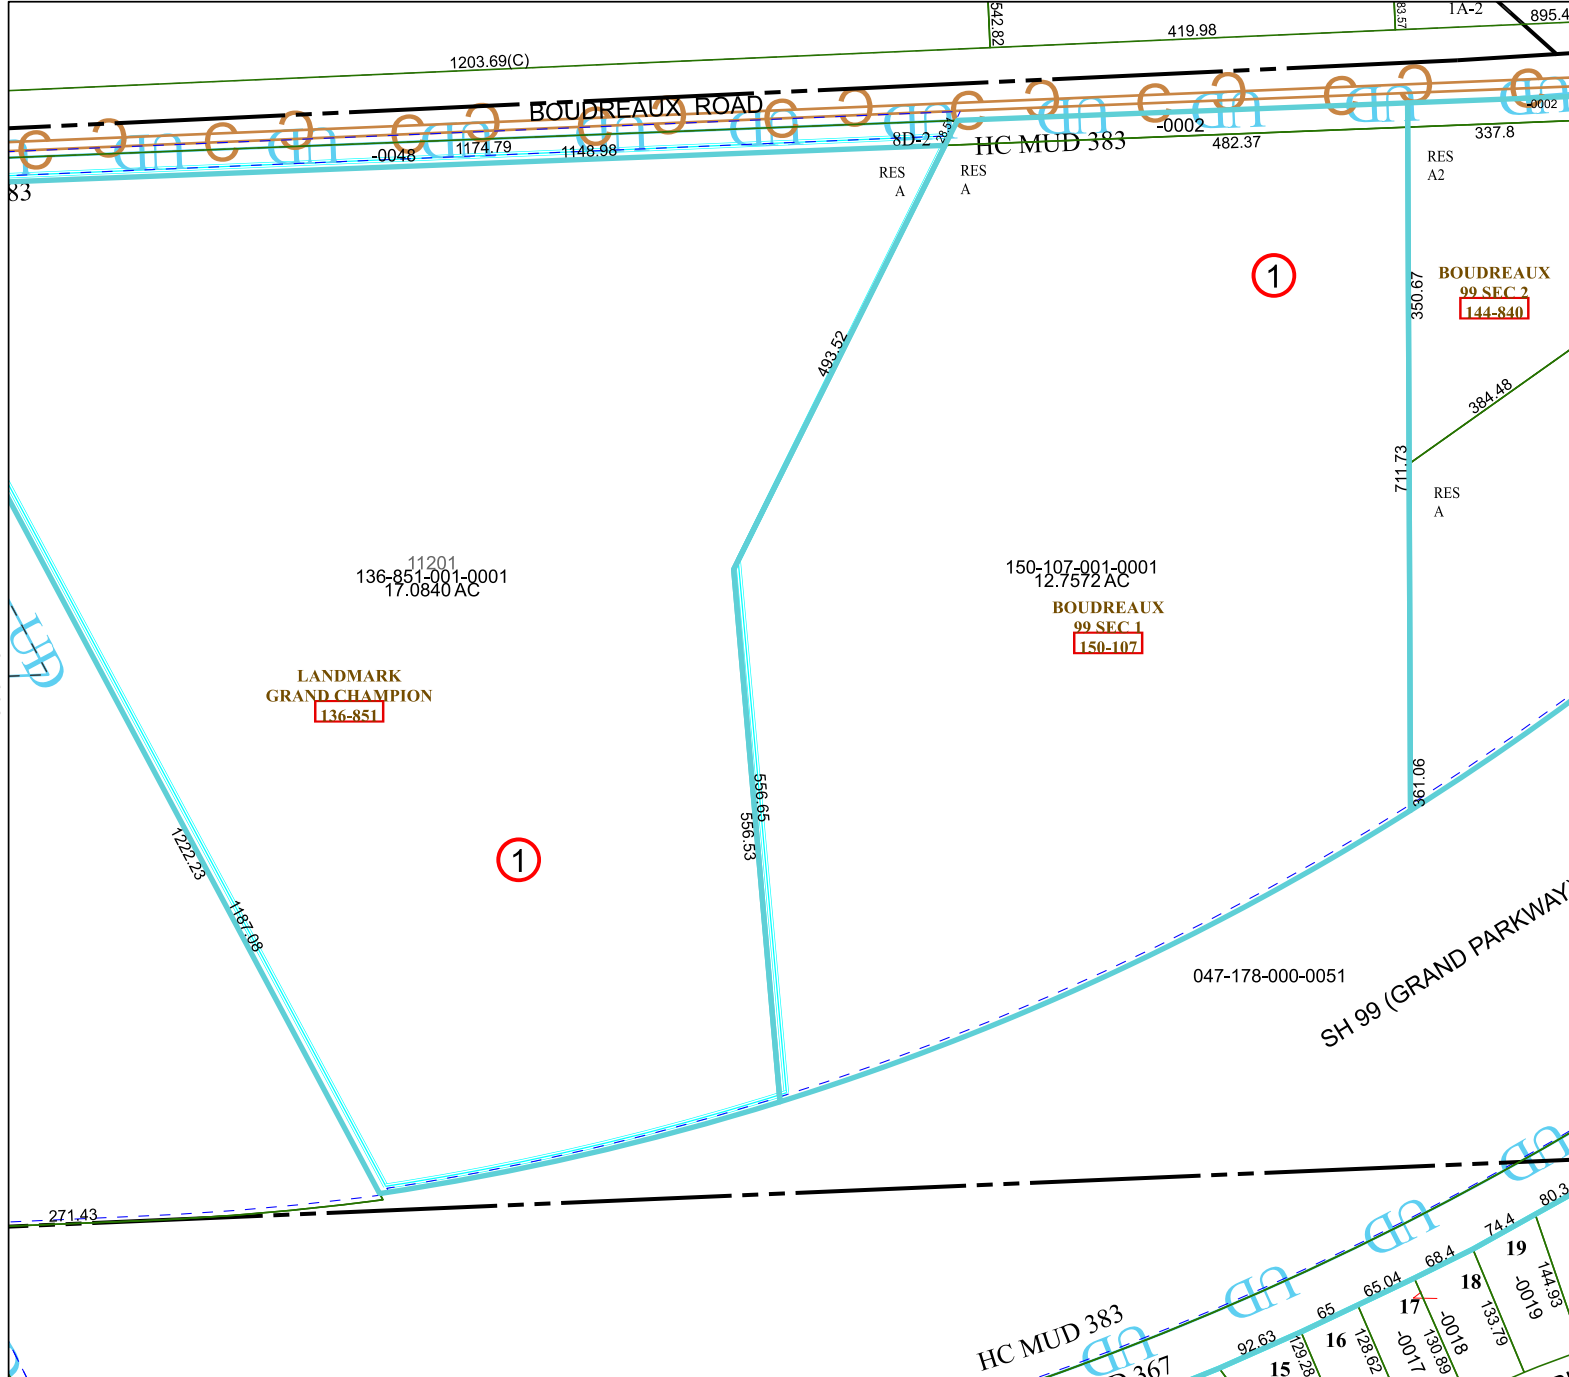 542.82
83.57
1A-2
895.4
419.98
1203.69(C)
BOUDREAUX ROAD
-0002
-0002
8D-2
28.51
HC MUD 383
482.37
337.8
-0048
1174.79
1148.98
83
RES
A
RES
A
RES
A2
1
BOUDREAUX
99 SEC 2
144-840
350.67
493.52
384.48
711.73
RES
A
11201
136-851-001-0001
17.0840 AC
150-107-001-0001
12.7572 AC
BOUDREAUX
99 SEC 1
150-107
UD
LANDMARK
GRAND CHAMPION
136-851
556.65
556.53
361.06
1222.23
1
1187.08
047-178-000-0051
SH 99 (GRAND PARKWAY)
271.43
80.3
74.4
19
68.4
18
144.93
-0019
65.04
17
133.79
-0018
65
16
130.89
-0017
92.63
128.62
15
129.28
HC MUD 383
367